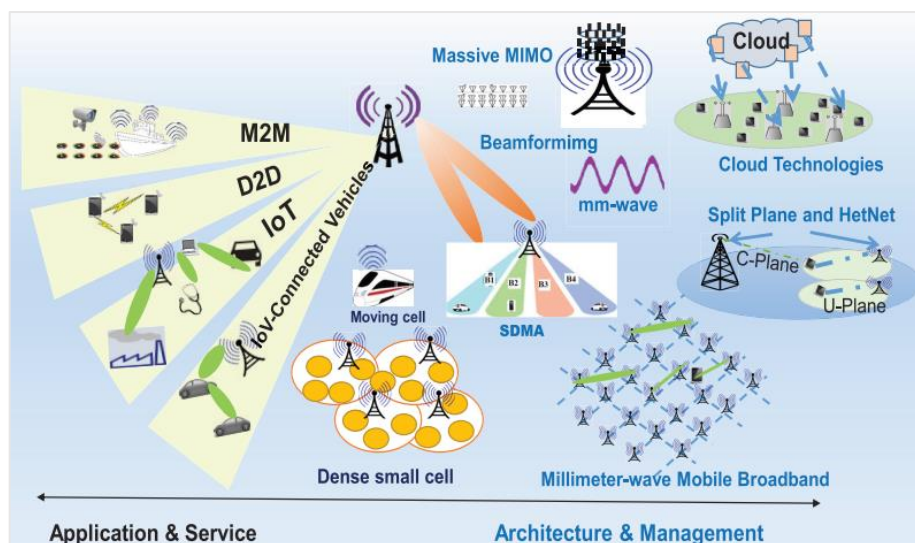 Massive MIMO
Cloud
M2M
Beamformimg
Cloud Technologies
D2D
mm-wave
IoT
Split Plane and HetNet
C-Plane
IoV-Connected Vehicles
B1
B2
B3
B4
U-Plane
Moving cell
SDMA
Dense small cell
Millimeter-wave Mobile Broadband
Application & Service
Architecture & Management